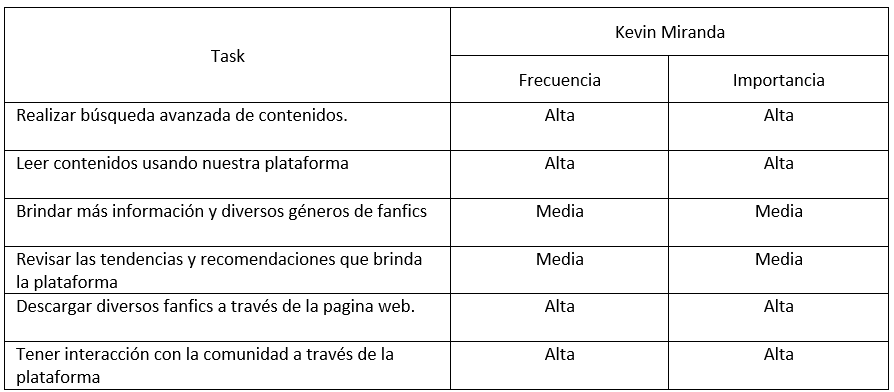 Task
Kevin Miranda
Frecuencia Importancia
Realizar búsqueda avanzada de contenidos. Alta Alta
Leer contenidos usando nuestra plataforma Alta Alta
Brindar más información y diversos géneros de fanfics Media Media
Revisar las tendencias y recomendaciones que brinda Media Media
la plataforma
Descargar diversos fanfics a través de la pagina web. Alta Alta
Tener interacción con la comunidad a través de la Alta Alta
plataforma